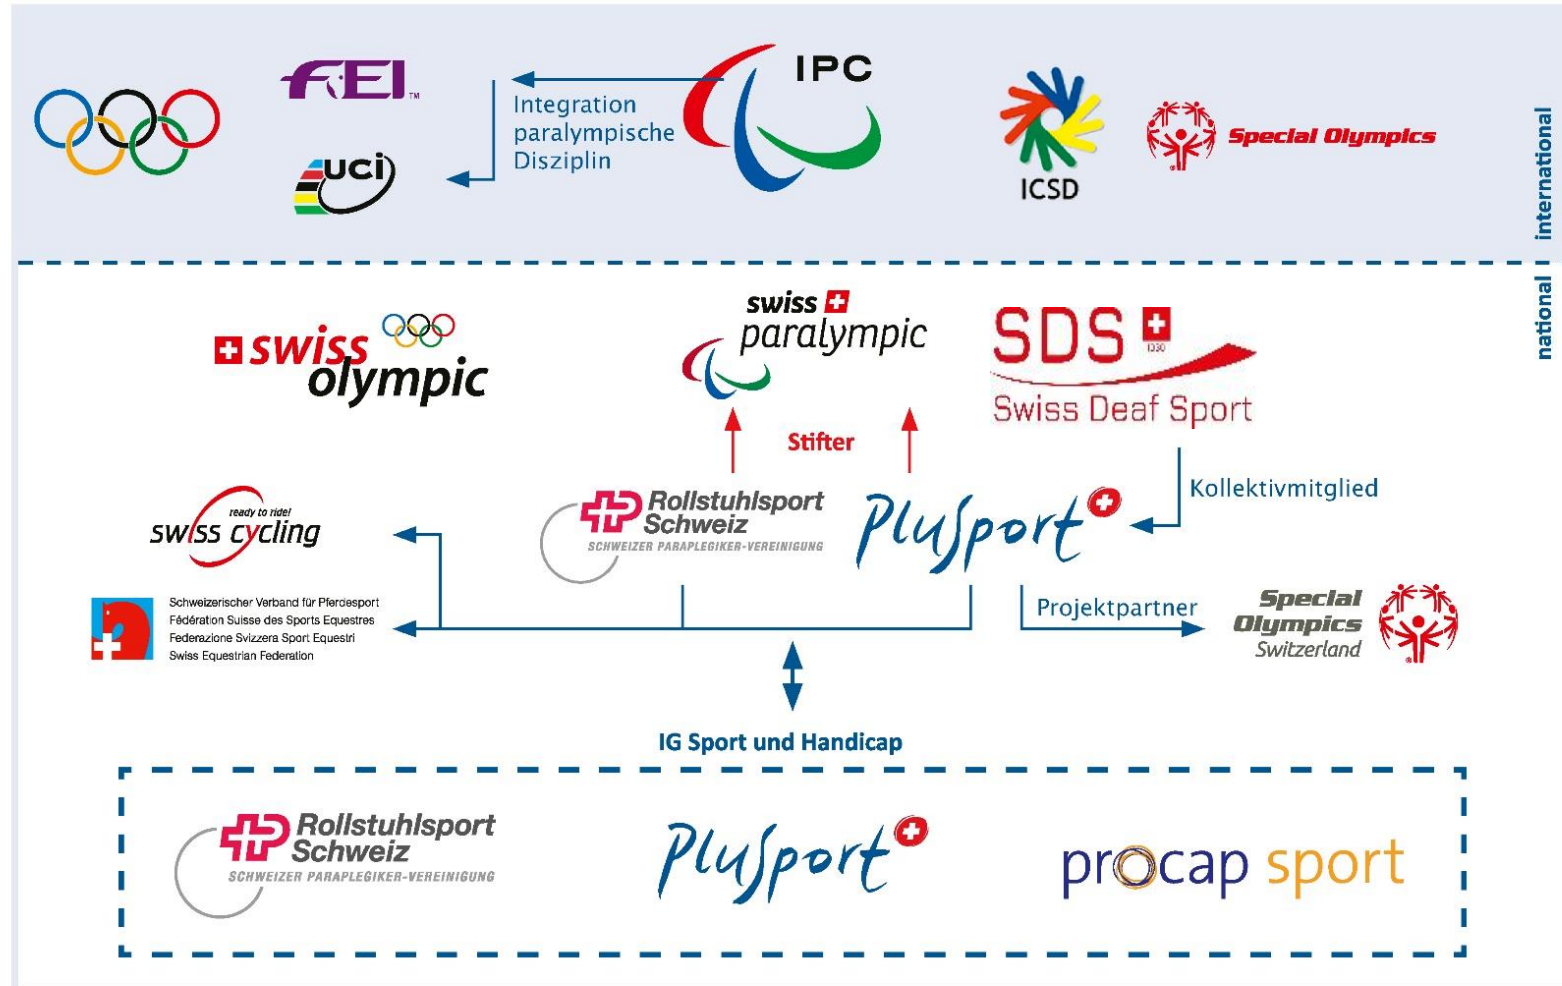 FEI™
IPC
Integration
paralympische
Disziplin
UCI
ICSD
Special Olympics
®
international
national
swiss
olympic
swiss
paralympic
SDS
1930
Swiss Deaf Sport
Stifter
Kollektivmitglied
ready to ride!
swiss cycling
Rollstuhlsport
Schweiz
SCHWEIZER PARAPLEGIKER-VEREINIGUNG
PluSport
Schweizerischer Verband für Pferdesport
Fédération Suisse des Sports Equestres
Federazione Svizzera Sport Equestri
Swiss Equestrian Federation
Projektpartner
Special
Olympics
Switzerland
®
IG Sport und Handicap
Rollstuhlsport
Schweiz
SCHWEIZER PARAPLEGIKER-VEREINIGUNG
PluSport
procap sport